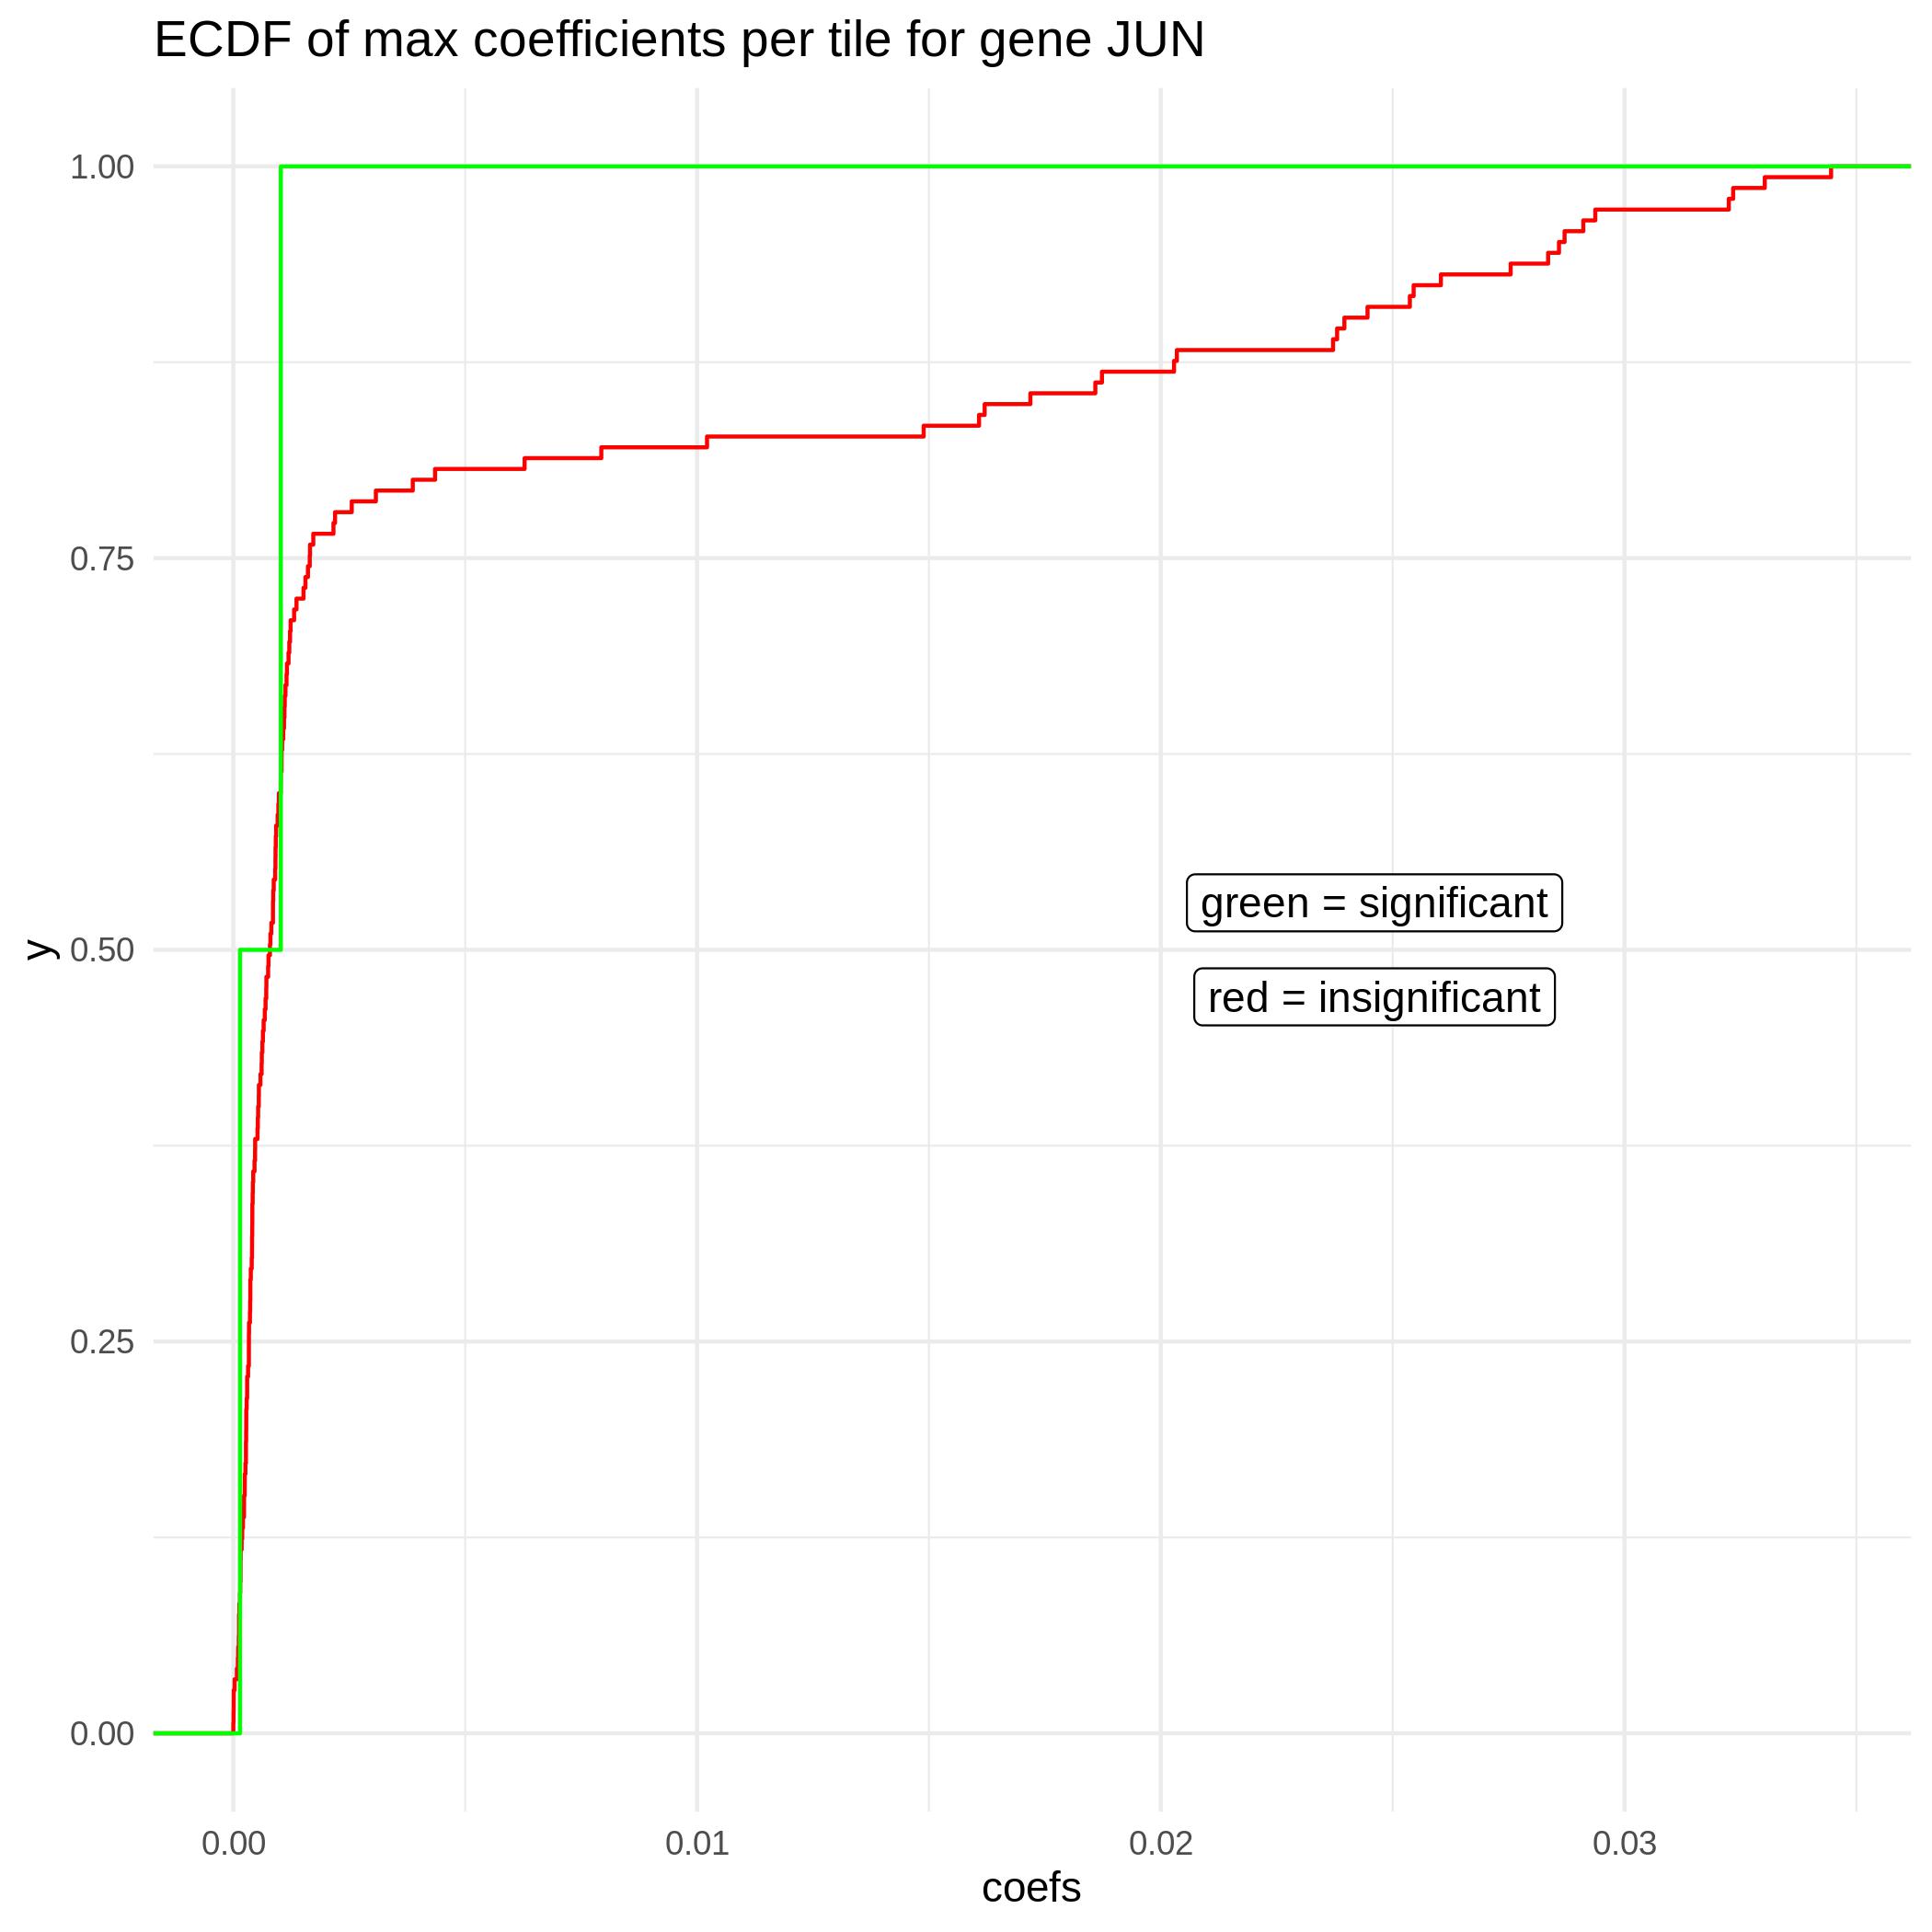 ECDF of max coefficients per tile for gene JUN
1.00
0.75
0.50
0.25
0.00
y
green = significant
red = insignificant
0.00 0.01 0.02 0.03
coefs